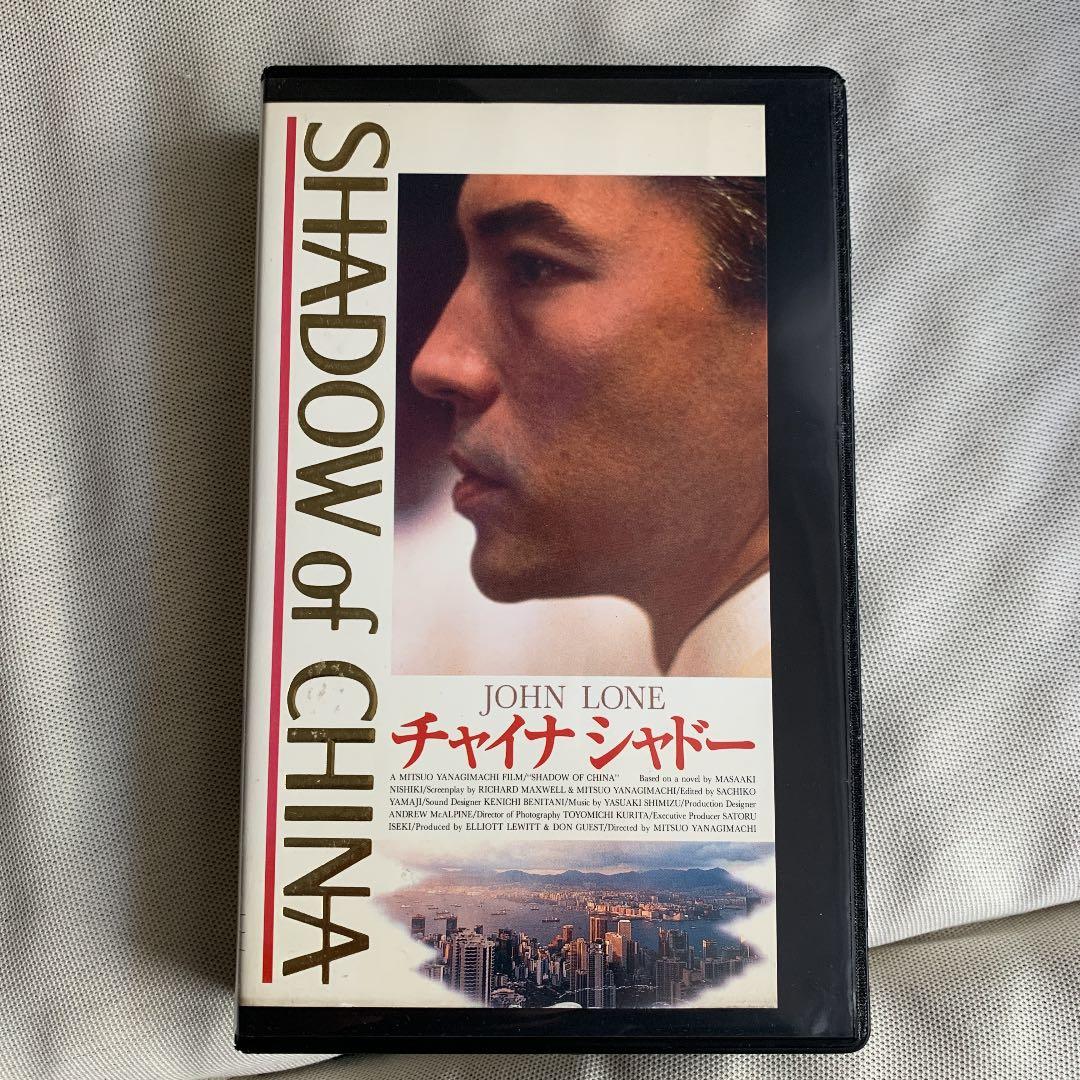 SHADOW of CHINA
JOHN LONE
チャイナ シャドー
A MITSUO YANAGIMACHI FILM/"SHADOW OF CHINA" Based on a novel by MASAAKI
NISHIKI/Screenplay by RICHARD MAXWELL & MITSUO YANAGIMACHI/Edited by SACHIKO
YAMAJI/Sound Designer KENICHI BENITANI/Music by YASUAKI SHIMIZU/Production Designer
ANDREW McALPINE/Director of Photography TOYOMICHI KURITA/Executive Producer SATORU
ISEKI/Produced by ELLIOTT LEWITT & DON GUEST/Directed by MITSUO YANAGIMACHI